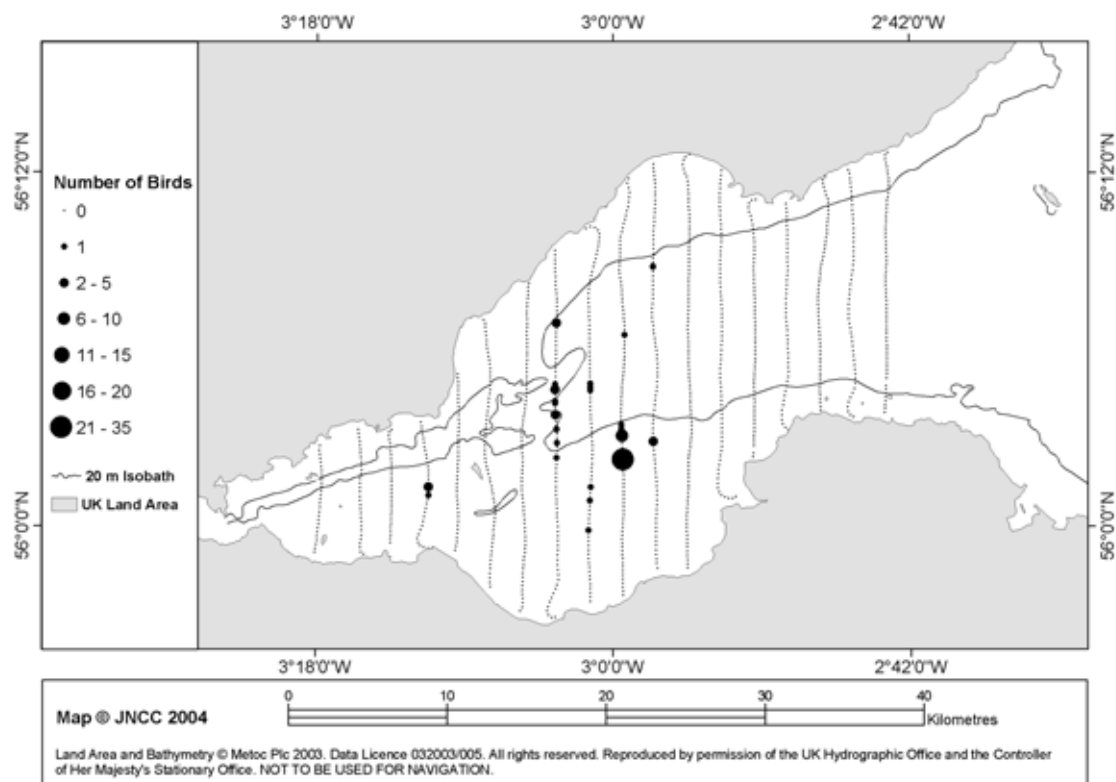 3°18'0"W 3°0'0"W 2°42'0"W
56°12'0"N
56°12'0"N
Number of Birds
0
1
2 - 5
6 - 10
11 - 15
16 - 20
21 - 35
20 m Isobath
UK Land Area
56°0'0"N
56°0'0"N
3°18'0"W 3°0'0"W 2°42'0"W
0 10 20 30 40
Kilometres
Map © JNCC 2004
Land Area and Bathymetry © Metoc Plc 2003. Data Licence 032003/005. All rights reserved. Reproduced by permission of the UK Hydrographic Office and the Controller
of Her Majesty's Stationary Office. NOT TO BE USED FOR NAVIGATION.